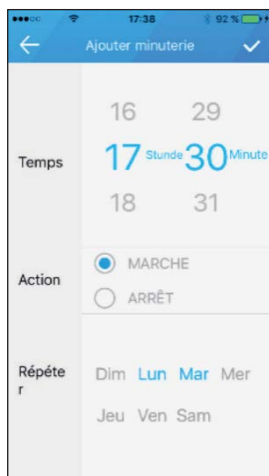 17:38 92 %
Ajouter minuterie
16 29
Temps 17 Stunde 30 Minute
18 31
MARCHE
Action
ARRÊT
Répéte
r
Dim Lun Mar Mer
Jeu Ven Sam